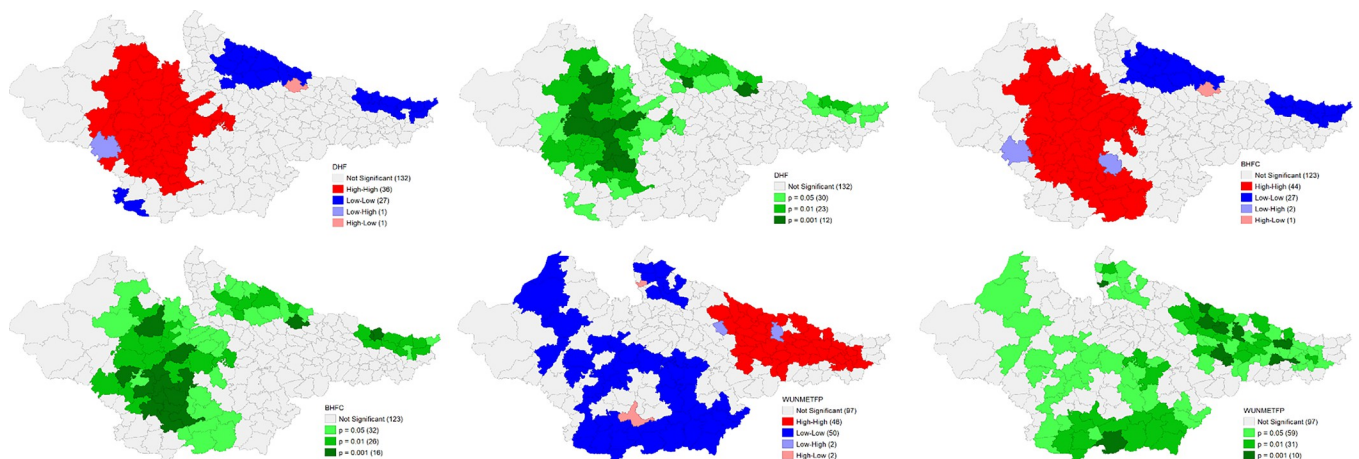 DHF
Not Significant (132)
High-High (36)
Low-Low (27)
Low-High (1)
High-Low (1)
DHF
Not Significant (132)
p = 0.05 (30)
p = 0.01 (23)
p = 0.001 (12)
BHFC
Not Significant (123)
High-High (44)
Low-Low (27)
Low-High (2)
High-Low (1)
BHFC
Not Significant (123)
p = 0.05 (32)
p = 0.01 (26)
p = 0.001 (16)
WUNMETFP
Not Significant (97)
High-High (46)
Low-Low (50)
Low-High (2)
High-Low (2)
WUNMETFP
Not Significant (97)
p = 0.05 (59)
p = 0.01 (31)
p = 0.001 (10)